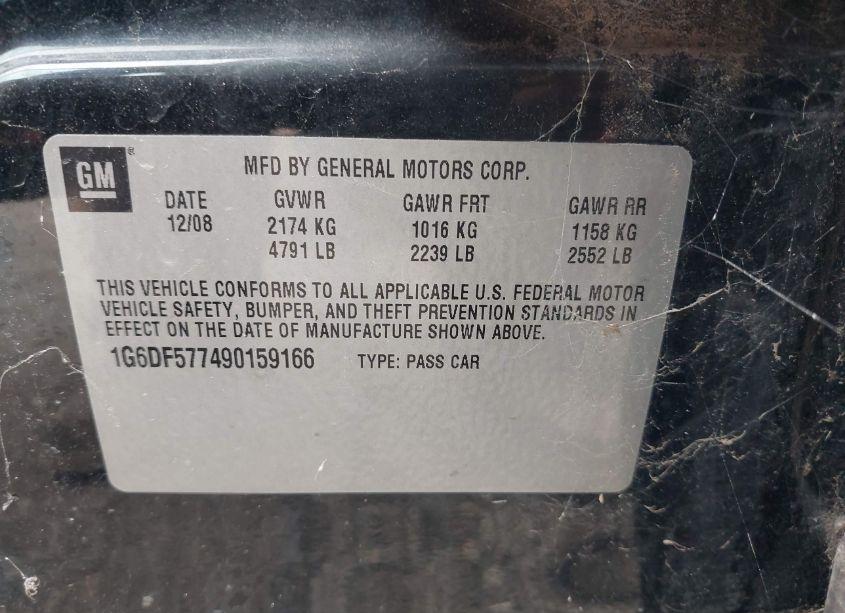 GM ®
MFD BY GENERAL MOTORS CORP.
DATE GVWR GAWR FRT GAWR RR
12/08 2174 KG 1016 KG 1158 KG
4791 LB 2239 LB 2552 LB
THIS VEHICLE CONFORMS TO ALL APPLICABLE U.S. FEDERAL MOTOR
VEHICLE SAFETY, BUMPER, AND THEFT PREVENTION STANDARDS IN
EFFECT ON THE DATE OF MANUFACTURE SHOWN ABOVE.
1G6DF577490159166 TYPE: PASS CAR